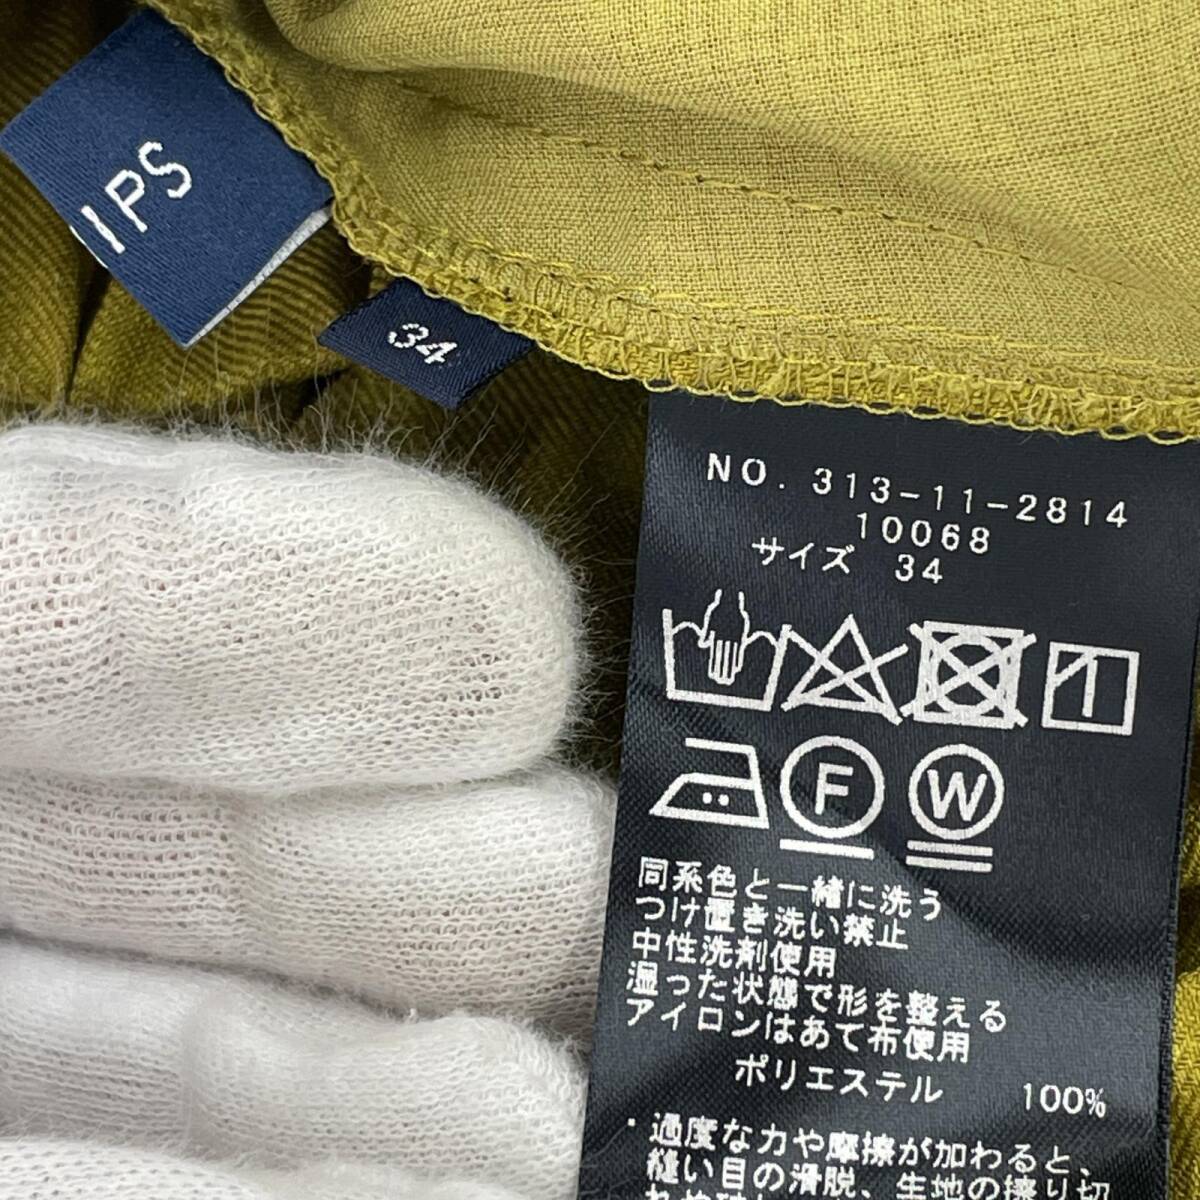 IPS
34
NO. 313-11-2814
10068
サイズ 34
F W
同系色と一緒に洗う
つけ置き洗い禁止
中性洗剤使用
湿った状態で形を整える
アイロンはあて布使用
ポリエステル 100%
・過度な力や摩擦が加わると、
縫い目の滑脱、生地の擦り切